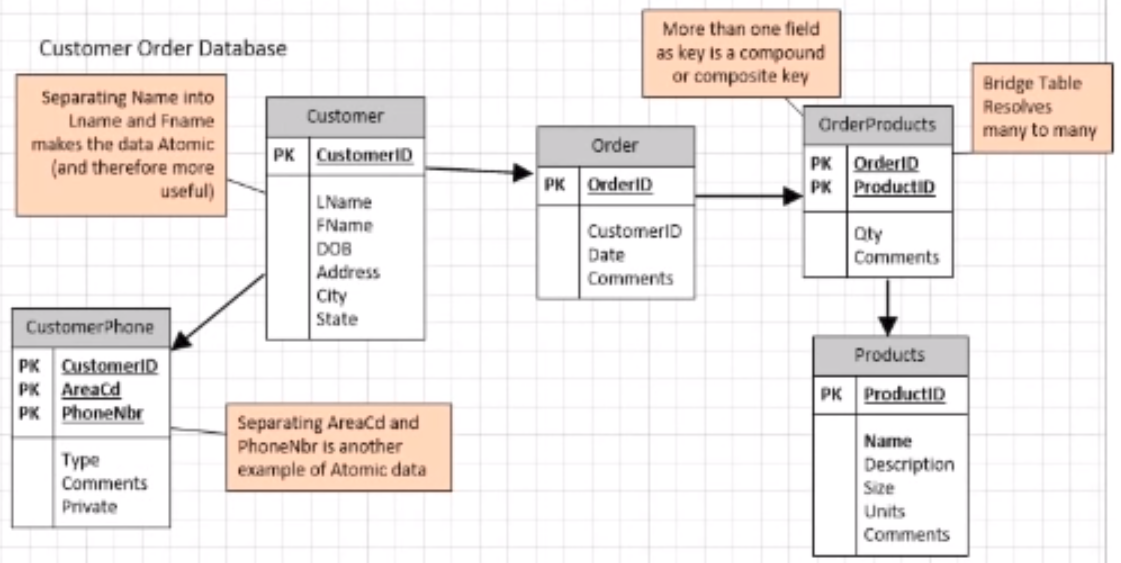 Customer Order Database
Separating Name into
Lname and Fname
makes the data Atomic
(and therefore more
useful)
Customer
PK CustomerID
LName
FName
DOB
Address
City
State
CustomerPhone
PK CustomerID
PK AreaCd
PK PhoneNbr
Type
Comments
Private
Separating AreaCd and
PhoneNbr is another
example of Atomic data
Order
PK OrderID
CustomerID
Date
Comments
More than one field
as key is a compound
or composite key
OrderProducts
PK OrderID
PK ProductID
Qty
Comments
Bridge Table
Resolves
many to many
Products
PK ProductID
Name
Description
Size
Units
Comments